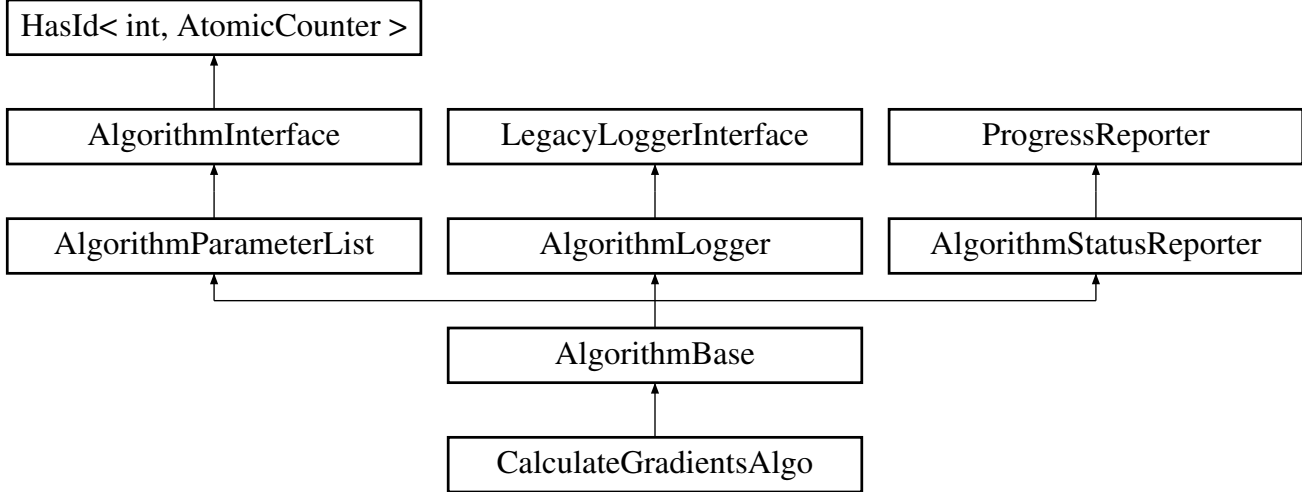 HasId< int, AtomicCounter >
AlgorithmInterface
LegacyLoggerInterface
ProgressReporter
AlgorithmParameterList
AlgorithmLogger
AlgorithmStatusReporter
AlgorithmBase
CalculateGradientsAlgo